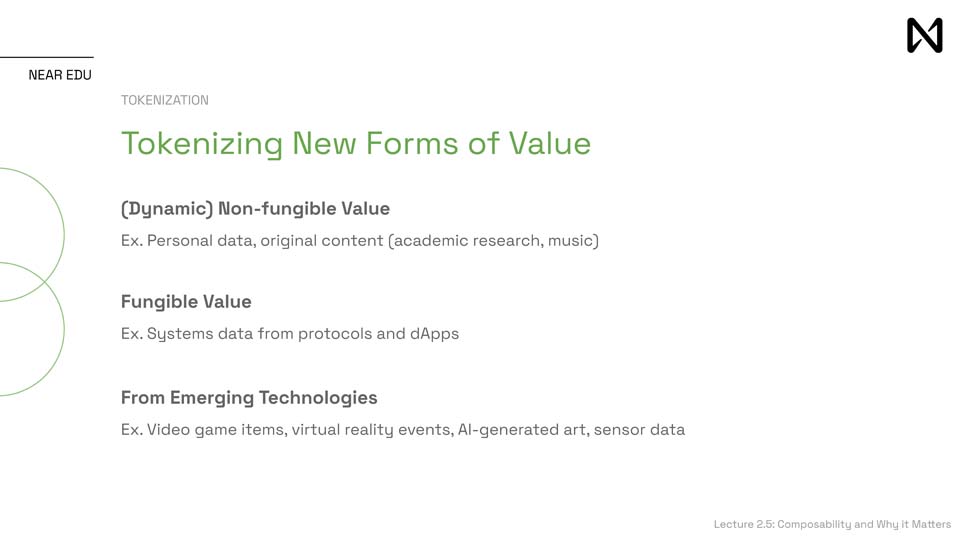 NEAR EDU
TOKENIZATION
Tokenizing New Forms of Value
(Dynamic) Non-fungible Value
Ex. Personal data, original content (academic research, music)
Fungible Value
Ex. Systems data from protocols and dApps
From Emerging Technologies
Ex. Video game items, virtual reality events, AI-generated art, sensor data
Lecture 2.5: Composability and Why it Matters